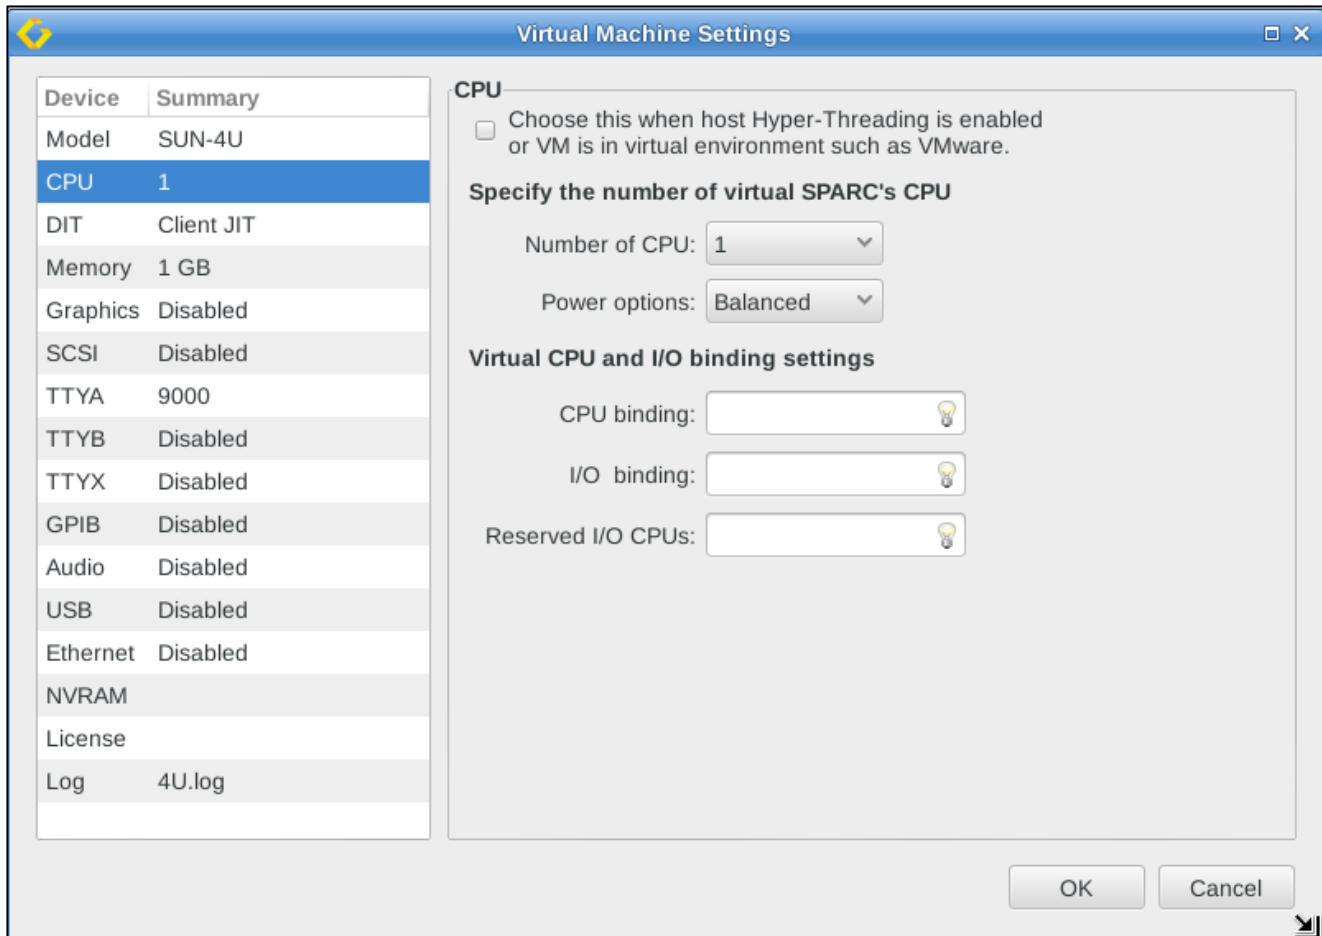 Virtual Machine Settings
Device Summary
Model SUN-4U
CPU 1
DIT Client JIT
Memory 1 GB
Graphics Disabled
SCSI Disabled
TTYA 9000
TTYB Disabled
TTYX Disabled
GPIB Disabled
Audio Disabled
USB Disabled
Ethernet Disabled
NVRAM
License
Log 4U.log
CPU
Choose this when host Hyper-Threading is enabled
or VM is in virtual environment such as VMware.
Specify the number of virtual SPARC's CPU
Number of CPU: 1
Power options: Balanced
Virtual CPU and I/O binding settings
CPU binding:
I/O binding:
Reserved I/O CPUs:
OK Cancel